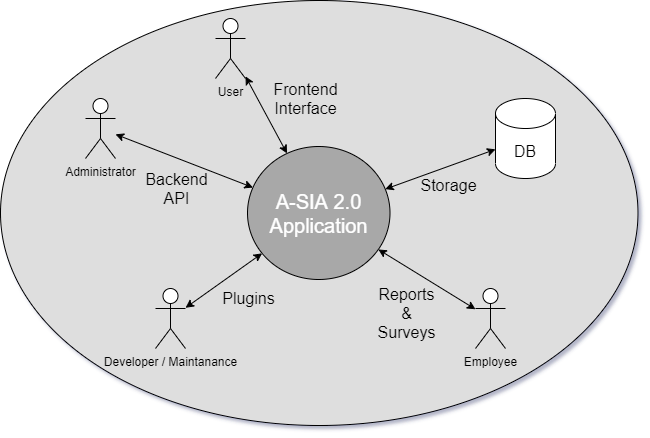 User
Frontend
Interface
Administrator
Backend
API
DB
Storage
A-SIA 2.0
Application
Plugins
Developer / Maintanance
Reports
&
Surveys
Employee